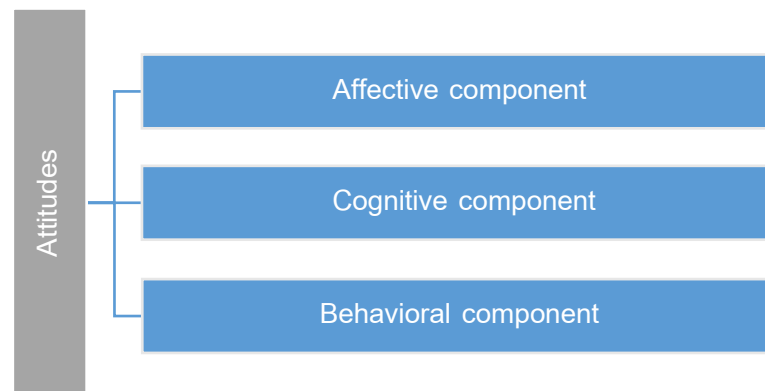 Attitudes
Affective component
Cognitive component
Behavioral component